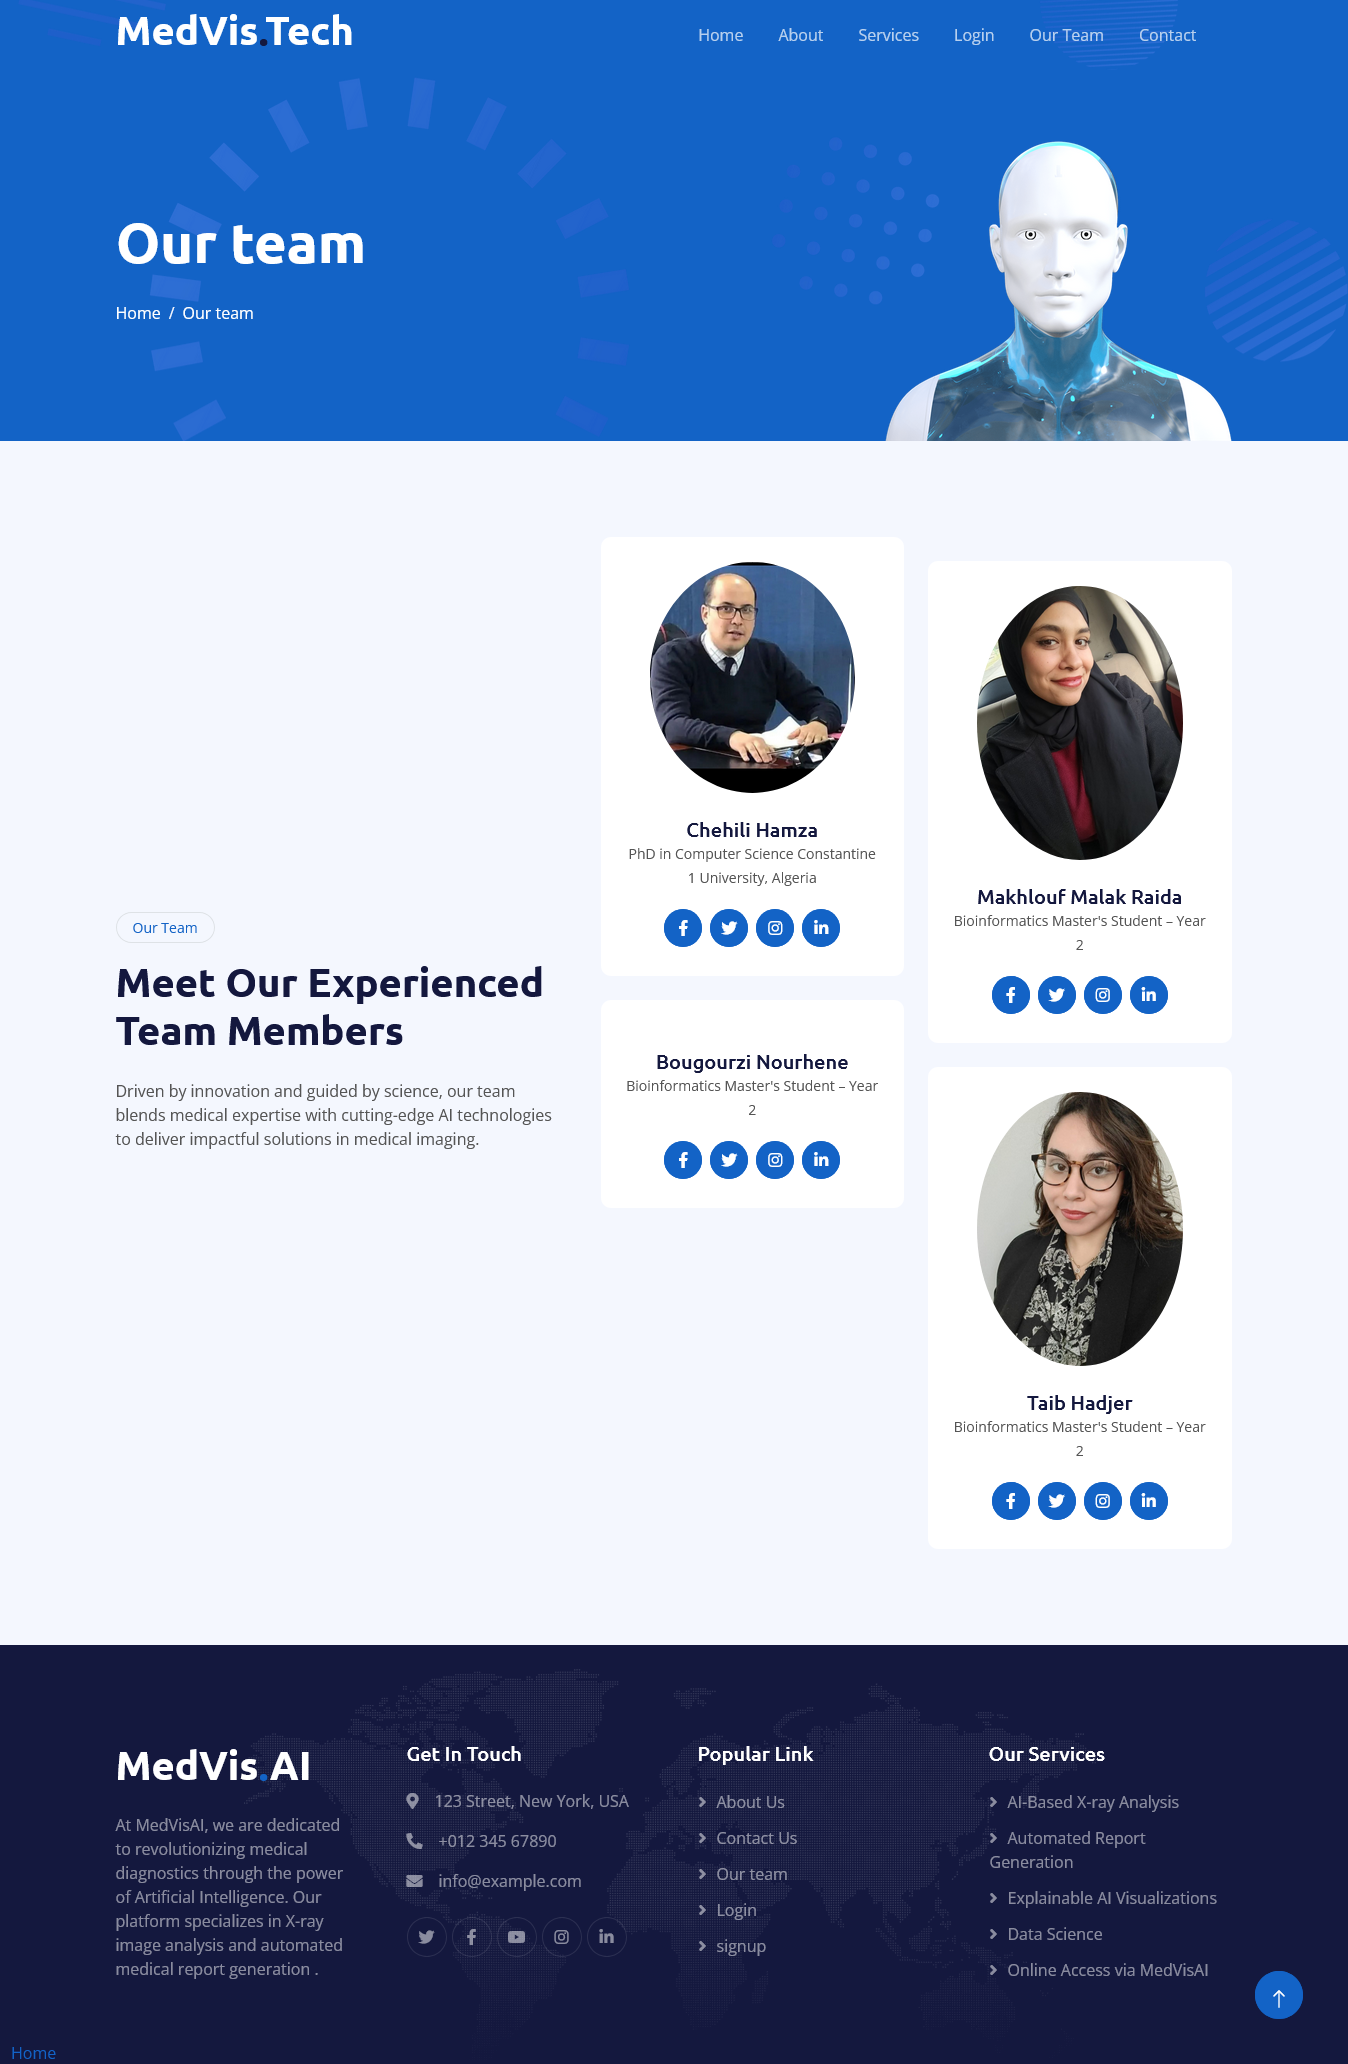 MedVis.Tech
Home
About
Services
Login
Our Team
Contact
Our team
Home / Our team
Our Team
Meet Our Experienced
Team Members
Driven by innovation and guided by science, our team
blends medical expertise with cutting-edge AI technologies
to deliver impactful solutions in medical imaging.
Chehili Hamza
PhD in Computer Science Constantine
1 University, Algeria
Bougourzi Nourhene
Bioinformatics Master's Student – Year
2
Makhlouf Malak Raida
Bioinformatics Master's Student – Year
2
Taib Hadjer
Bioinformatics Master's Student – Year
2
MedVis.AI
At MedVisAI, we are dedicated
to revolutionizing medical
diagnostics through the power
of Artificial Intelligence. Our
platform specializes in X-ray
image analysis and automated
medical report generation .
Get In Touch
123 Street, New York, USA
+012 345 67890
info@example.com
Popular Link
About Us
Contact Us
Our team
Login
signup
Our Services
AI-Based X-ray Analysis
Automated Report
Generation
Explainable AI Visualizations
Data Science
Online Access via MedVisAI
Home